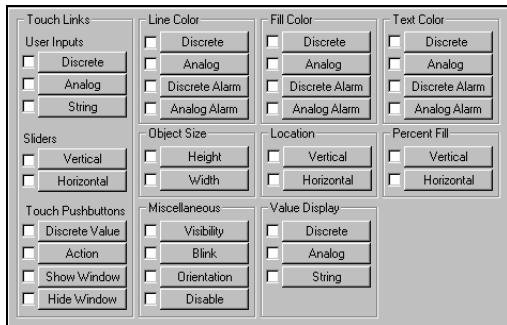 Touch Links
User Inputs
Discrete
Analog
String
Sliders
Vertical
Horizontal
Touch Pushbuttons
Discrete Value
Action
Show Window
Hide Window
Line Color
Discrete
Analog
Discrete Alarm
Analog Alarm
Object Size
Height
Width
Miscellaneous
Visibility
Blink
Orientation
Disable
Fill Color
Discrete
Analog
Discrete Alarm
Analog Alarm
Location
Vertical
Horizontal
Value Display
Discrete
Analog
String
Text Color
Discrete
Analog
Discrete Alarm
Analog Alarm
Percent Fill
Vertical
Horizontal